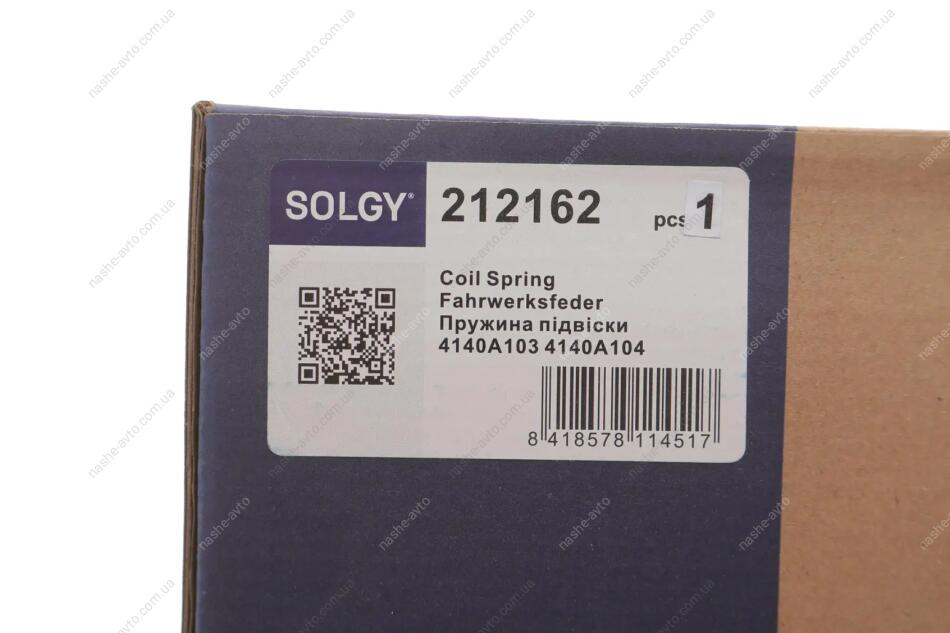 SOLGY®
212162
pcs 1
Coil Spring
Fahrwerksfeder
Пружина підвіски
4140A103 4140A104
8 418578 114517
nashe-avto.com.ua